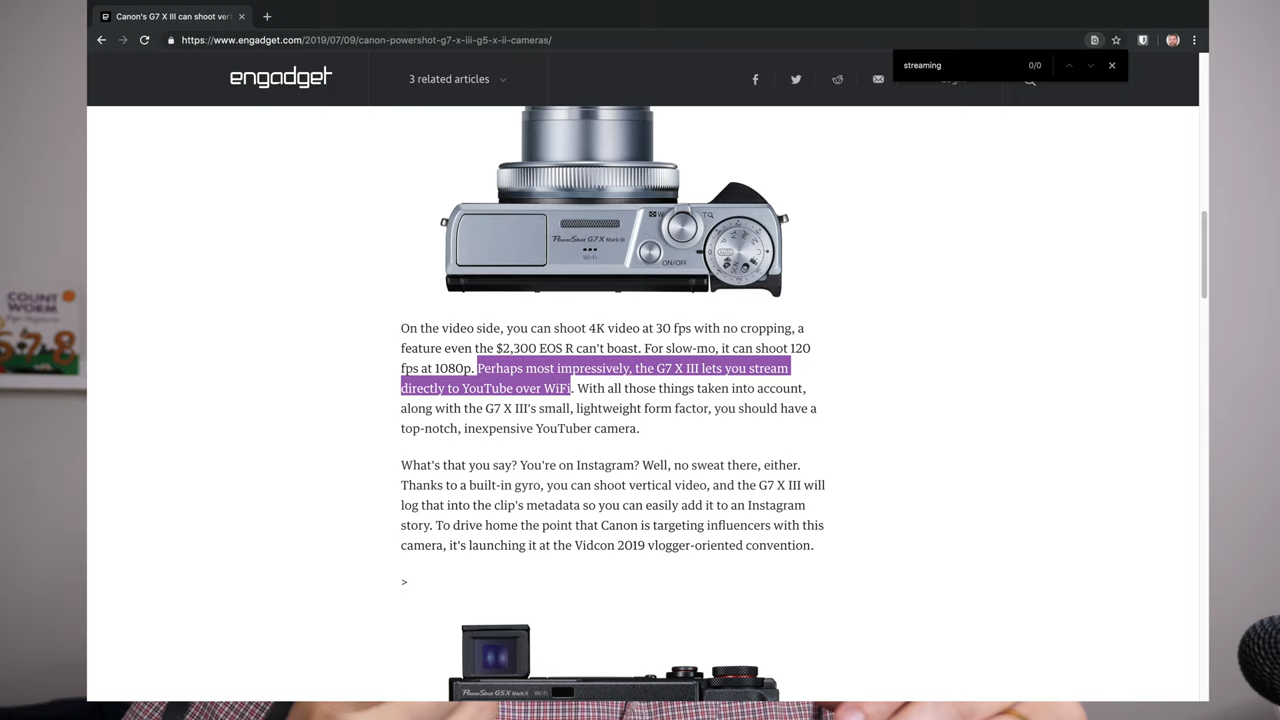 Canon's G7 X III can shoot ver
https://www.engadget.com/2019/07/09/canon-powershot-g7-x-iii-g5-x-ii-cameras/
streaming 0/0
engadget
3 related articles
PowerShot G7 X Mark III
Wi-Fi
ON/OFF
AUTO
On the video side, you can shoot 4K video at 30 fps with no cropping, a
feature even the $2,300 EOS R can't boast. For slow-mo, it can shoot 120
fps at 1080p. Perhaps most impressively, the G7 X III lets you stream
directly to YouTube over WiFi. With all those things taken into account,
along with the G7 X III's small, lightweight form factor, you should have a
top-notch, inexpensive YouTuber camera.
What's that you say? You're on Instagram? Well, no sweat there, either.
Thanks to a built-in gyro, you can shoot vertical video, and the G7 X III will
log that into the clip's metadata so you can easily add it to an Instagram
story. To drive home the point that Canon is targeting influencers with this
camera, it's launching it at the Vidcon 2019 vlogger-oriented convention.
>
PowerShot G5X Mark II Wi-Fi
COUNT
WORM
678